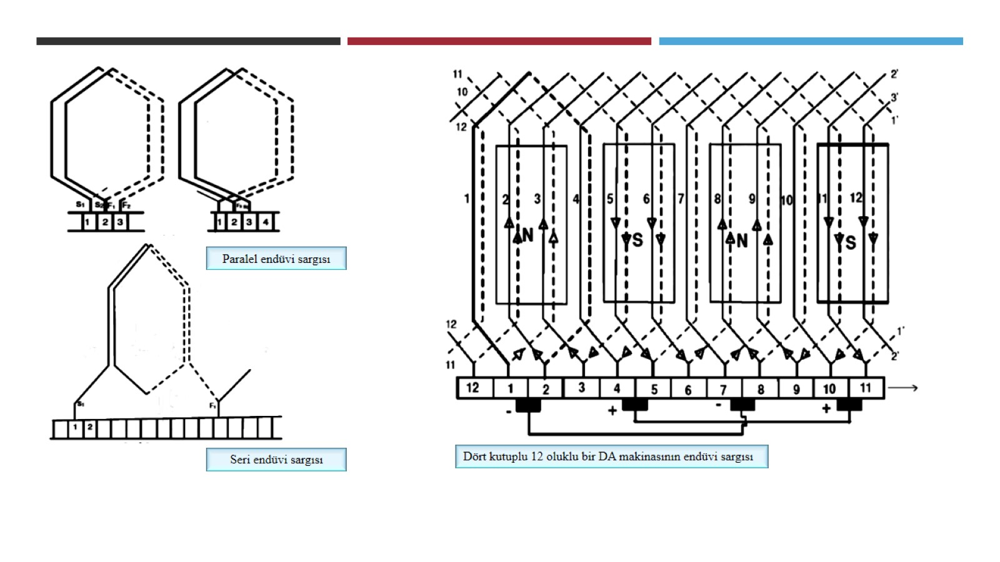 S1 S2 F1 F2
1 2 3
1 2 3 4
Paralel endüvi sargısı
S1 F1
1 2
Seri endüvi sargısı
11 2'
10 3'
12 1'
1 2 3 4 5 6 7 8 9 10 11 12
N S N S
12 1'
11 2'
12 1 2 3 4 5 6 7 8 9 10 11
- + - +
Dört kutuplu 12 oluklu bir DA makinasının endüvi sargısı